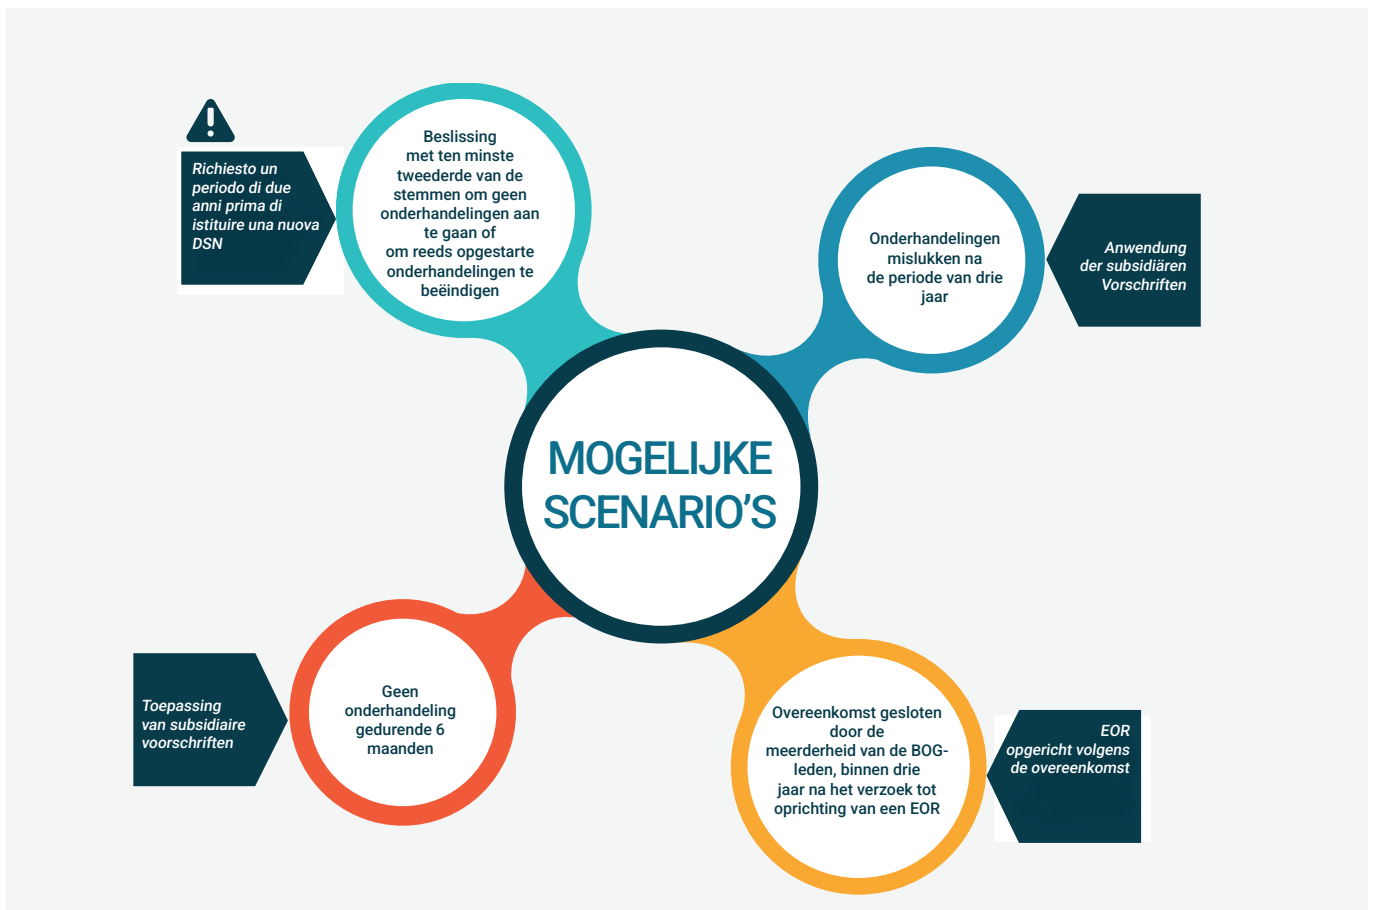 Richiesto un
periodo di due
anni prima di
istituire una nuova
DSN
Beslissing
met ten minste
tweederde van de
stemmen om geen
onderhandelingen aan
te gaan of
om reeds opgestarte
onderhandelingen te
beëindigen
Onderhandelingen
mislukken na
de periode van drie
jaar
Anwendung
der subsidiären
Vorschriften
MOGELIJKE
SCENARIO'S
Toepassing
van subsidiaire
voorschriften
Geen
onderhandeling
gedurende 6
maanden
Overeenkomst gesloten
door de
meerderheid van de BOG-
leden, binnen drie
jaar na het verzoek tot
oprichting van een EOR
EOR
opgericht volgens
de overeenkomst